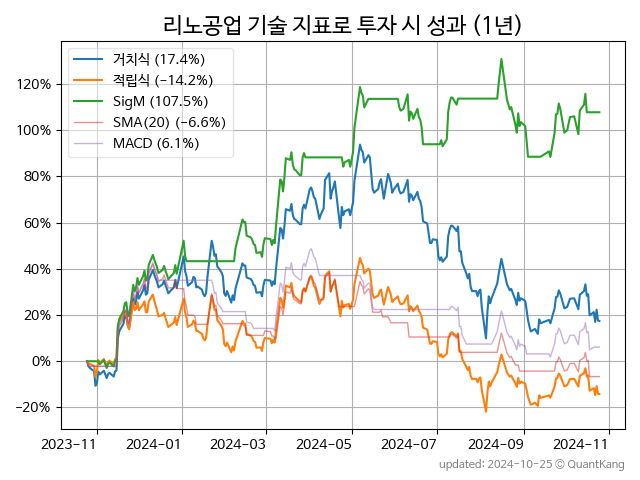 리노공업 기술 지표로 투자 시 성과 (1년)
거치식 (17.4%)
적립식 (−14.2%)
SigM (107.5%)
SMA(20) (−6.6%)
MACD (6.1%)
120%
100%
80%
60%
40%
20%
0%
−20%
2023−11 2024−01 2024−03 2024−05 2024−07 2024−09 2024−11
updated: 2024-10-25 ⓒ QuantKang